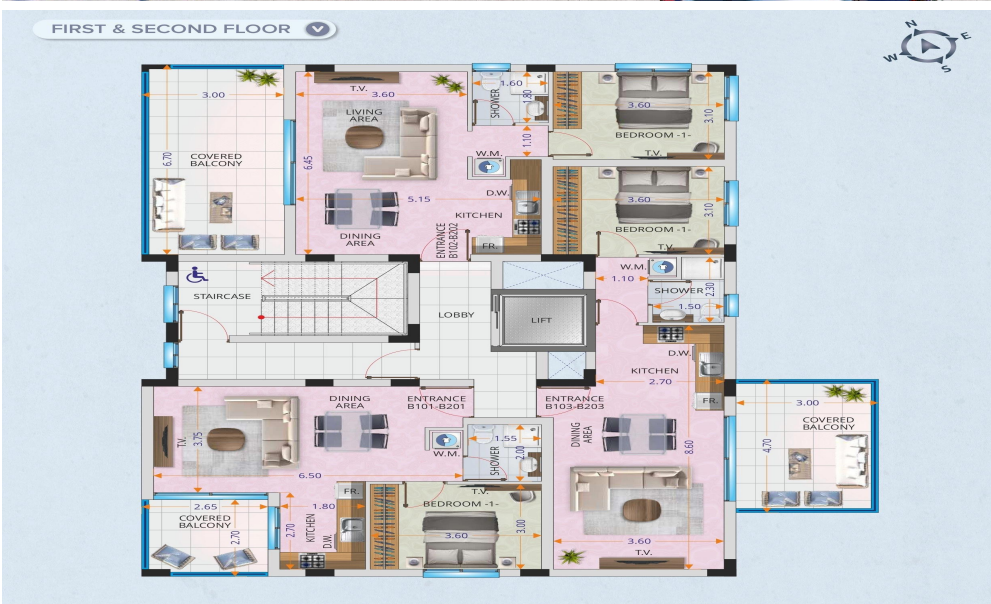 FIRST & SECOND FLOOR
N
E
W
S
3.00
COVERED
BALCONY
6.70
T.V.
3.60
LIVING
AREA
6.45
5.15
DINING
AREA
SHOWER
1.60
1.80
1.10
W.M.
D.W.
KITCHEN
FR.
ENTRANCE
B102-B202
3.60
3.10
BEDROOM -1-
T.V.
3.60
3.10
BEDROOM -1-
T.V.
STAIRCASE
LOBBY
LIFT
W.M.
1.10
SHOWER
2.30
1.50
D.W.
KITCHEN
2.70
FR.
ENTRANCE
B103-B203
DINING
AREA
8.60
3.60
T.V.
3.00
COVERED
BALCONY
4.70
DINING
AREA
ENTRANCE
B101-B201
T.V.
3.75
6.50
W.M.
SHOWER
1.55
2.00
2.65
COVERED
BALCONY
2.70
2.70
1.80
KITCHEN
D.W.
FR.
T.V.
BEDROOM -1-
3.60
3.00